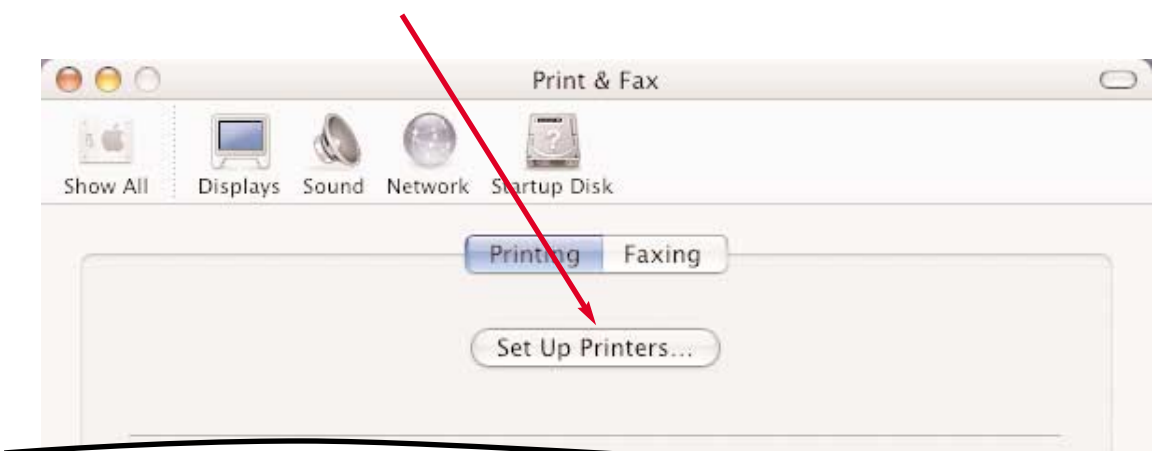 Print & Fax
Show All Displays Sound Network Startup Disk
Printing Faxing
Set Up Printers...